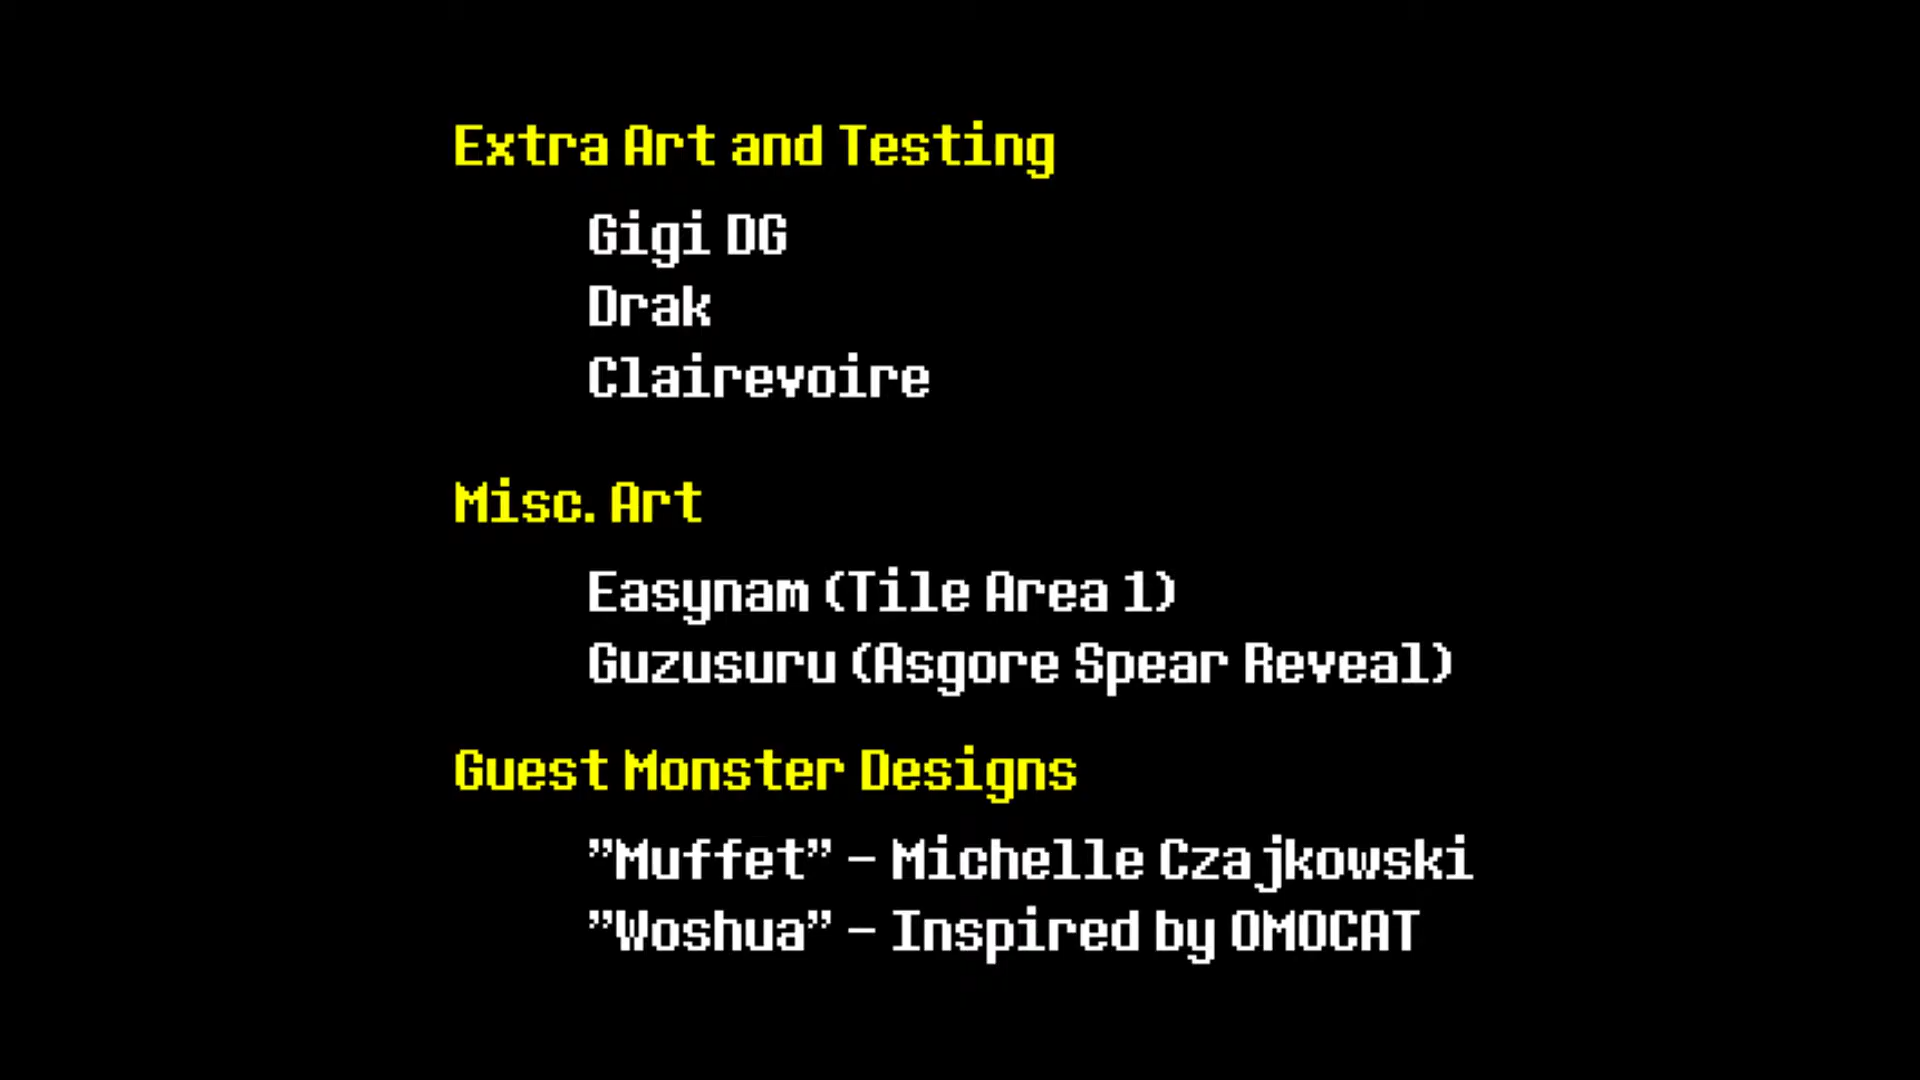 Extra Art and Testing
Gigi DG
Drak
Clairevoire
Misc. Art
Easynam (Tile Area 1)
Guzusuru (Asgore Spear Reveal)
Guest Monster Designs
”Muffet” - Michelle Czajkowski
”Woshua” - Inspired by OMOCAT